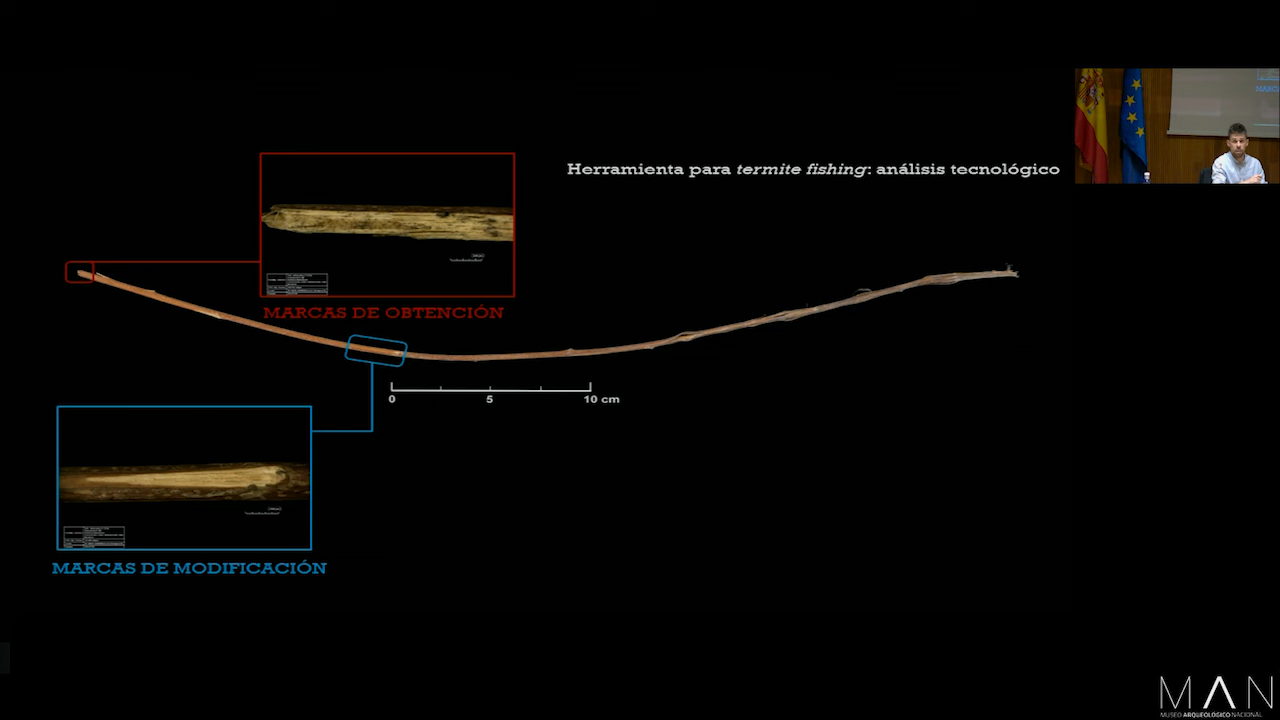 Herramienta para termite fishing: análisis tecnológico
MARCAS DE OBTENCIÓN
0 5 10 cm
MARCAS DE MODIFICACIÓN
MARC
MAN
MUSEO ARQUEOLÓGICO NACIONAL